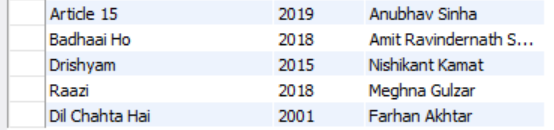 Article 15 2019 Anubhav Sinha
Badhaai Ho 2018 Amit Ravindernath S...
Drishyam 2015 Nishikant Kamat
Raazi 2018 Meghna Gulzar
Dil Chahta Hai 2001 Farhan Akhtar